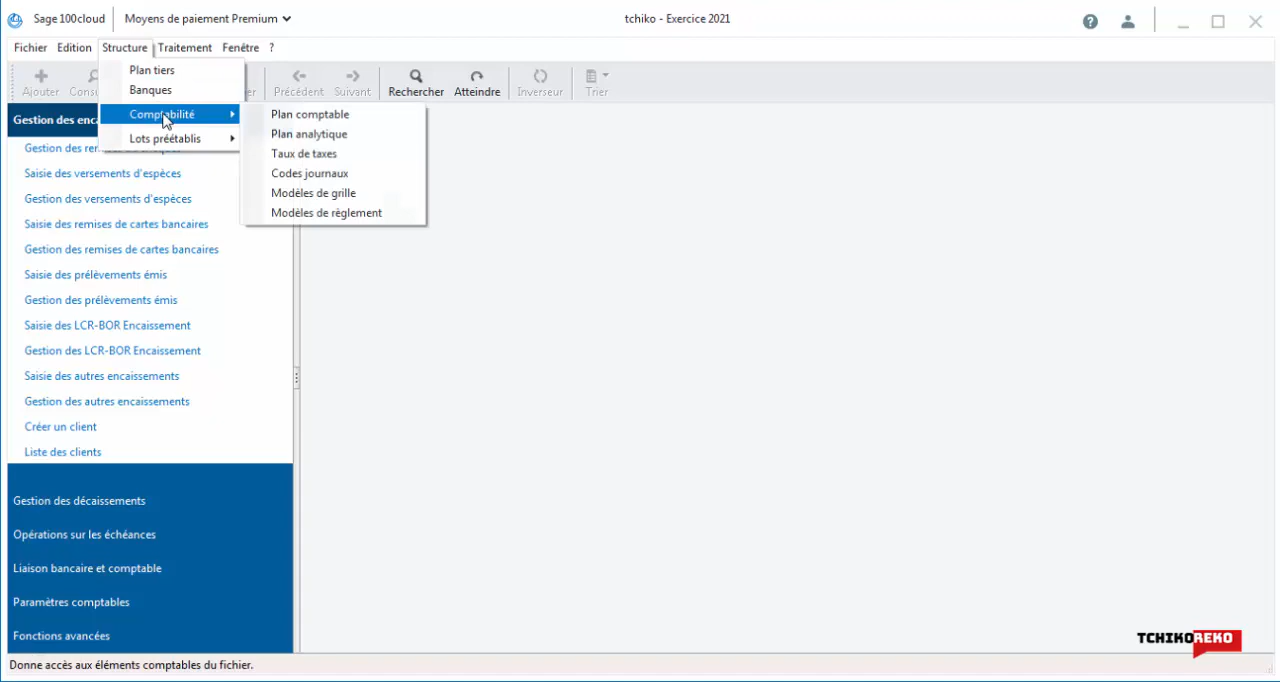 Sage 100cloud
Moyens de paiement Premium
tchiko - Exercice 2021
Fichier Edition Structure Traitement Fenêtre ?
Plan tiers
Banques
Comptabilité
Lots préétablis
Ajouter
Précédent Suivant Rechercher Atteindre Inverseur Trier
Plan comptable
Plan analytique
Taux de taxes
Codes journaux
Modèles de grille
Modèles de règlement
Gestion des
Gestion des
Saisie des versements d'espèces
Gestion des versements d'espèces
Saisie des remises de cartes bancaires
Gestion des remises de cartes bancaires
Saisie des prélèvements émis
Gestion des prélèvements émis
Saisie des LCR-BOR Encaissement
Gestion des LCR-BOR Encaissement
Saisie des autres encaissements
Gestion des autres encaissements
Créer un client
Liste des clients
Gestion des décaissements
Opérations sur les échéances
Liaison bancaire et comptable
Paramètres comptables
Fonctions avancées
TCHIKOREKO
Donne accès aux éléments comptables du fichier.